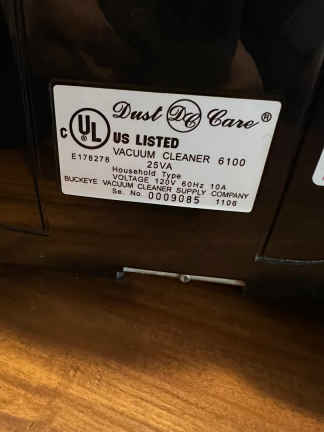 Dust DC Care®
C UL US LISTED
VACUUM CLEANER 6100
E178278 25VA
Household Type
VOLTAGE 120V 60Hz 10A
BUCKEYE VACUUM CLEANER SUPPLY COMPANY
Se. No. 0009085 1106